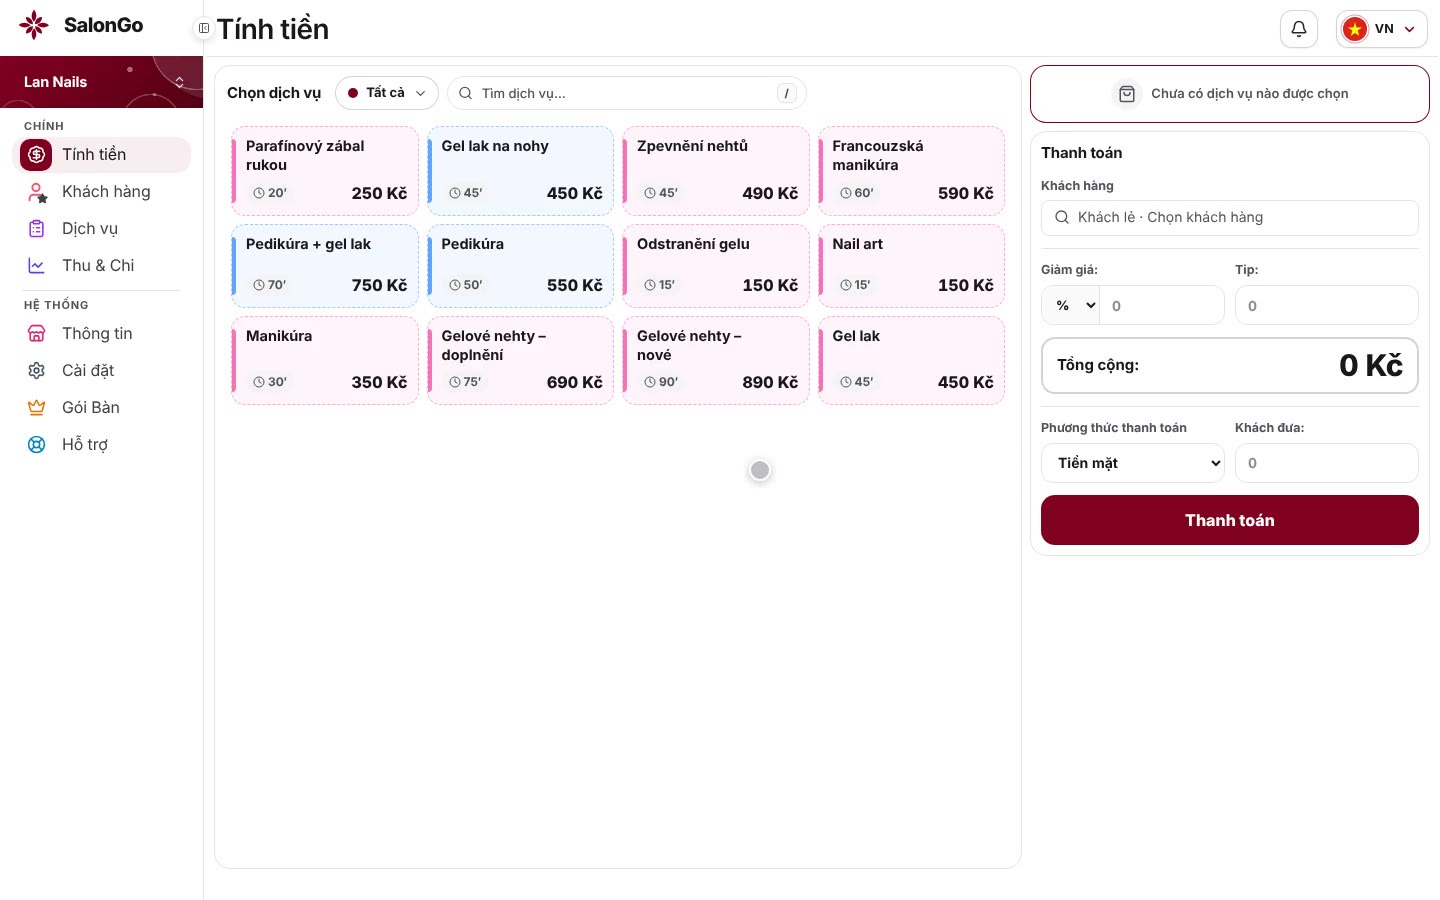 SalonGo
Tính tiền
VN
Lan Nails
CHÍNH
Tính tiền
Khách hàng
Dịch vụ
Thu & Chi
HỆ THỐNG
Thông tin
Cài đặt
Gói Bàn
Hỗ trợ
Chọn dịch vụ
Tất cả
Tìm dịch vụ...
/
Parafínový zábal
rukou
20'
250 Kč
Gel lak na nohy
45'
450 Kč
Zpevnění nehtů
45'
490 Kč
Francouzská
manikúra
60'
590 Kč
Pedikúra + gel lak
70'
750 Kč
Pedikúra
50'
550 Kč
Odstranění gelu
15'
150 Kč
Nail art
15'
150 Kč
Manikúra
30'
350 Kč
Gelové nehty –
doplnění
75'
690 Kč
Gelové nehty –
nové
90'
890 Kč
Gel lak
45'
450 Kč
Chưa có dịch vụ nào được chọn
Thanh toán
Khách hàng
Khách lẻ · Chọn khách hàng
Giảm giá:
Tip:
%
0
0
Tổng cộng:
0 Kč
Phương thức thanh toán
Khách đưa:
Tiền mặt
0
Thanh toán